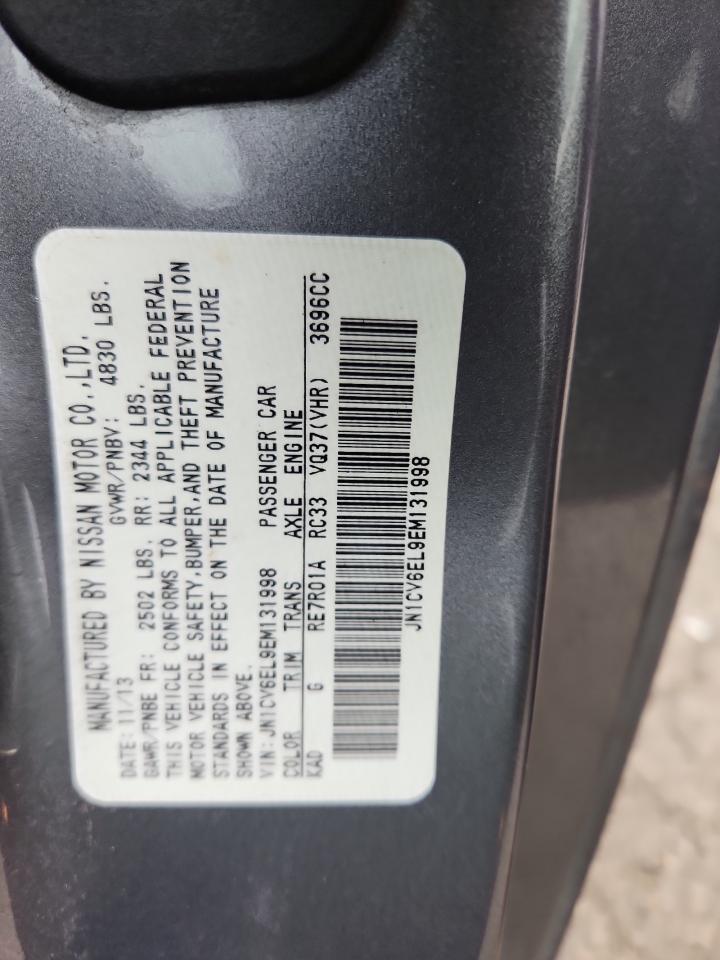 MANUFACTURED BY NISSAN MOTOR CO.,LTD.
DATE: 11/13 GVWR/PNBV: 4830 LBS.
GAWR/PNBE FR: 2502 LBS. RR: 2344 LBS.
THIS VEHICLE CONFORMS TO ALL APPLICABLE FEDERAL
MOTOR VEHICLE SAFETY,BUMPER,AND THEFT PREVENTION
STANDARDS IN EFFECT ON THE DATE OF MANUFACTURE
SHOWN ABOVE.
VIN:JN1CV6EL9EM131998 PASSENGER CAR
COLOR TRIM TRANS AXLE ENGINE
KAD G RE7R01A RC33 VQ37(VHR) 3696CC
JN1CV6EL9EM131998